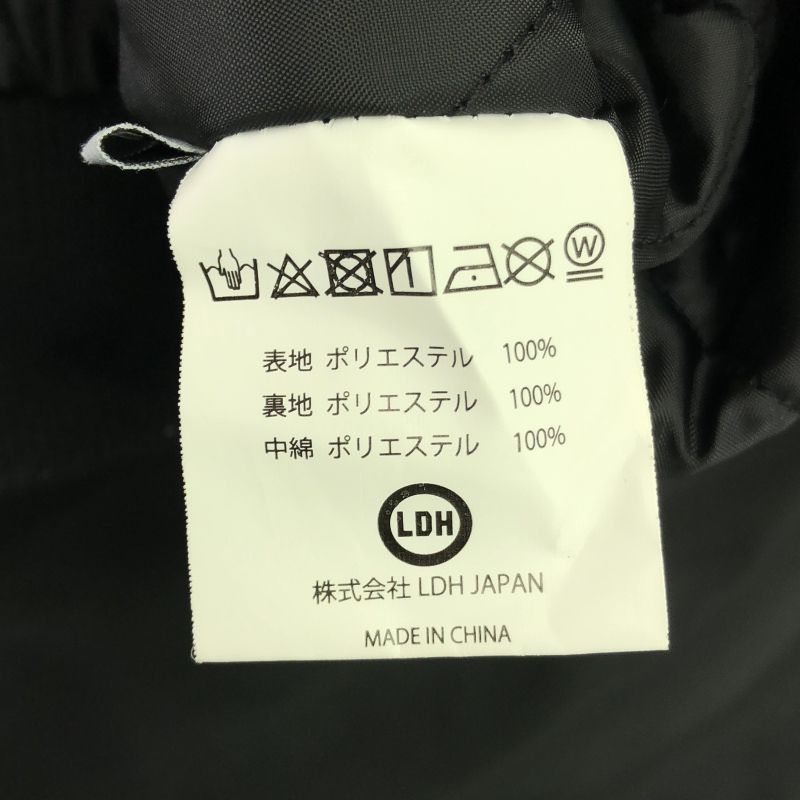 W
表地 ポリエステル 100%
裏地 ポリエステル 100%
中綿 ポリエステル 100%
LDH
株式会社 LDH JAPAN
MADE IN CHINA